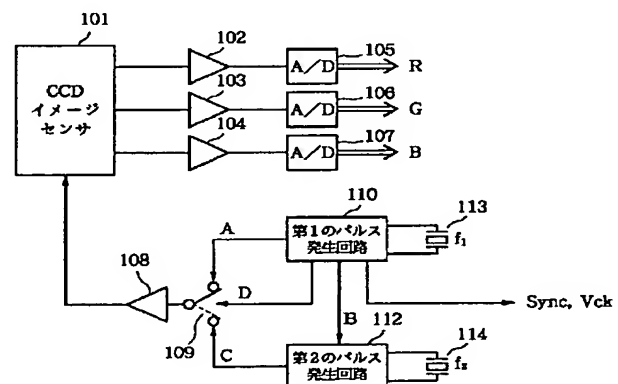 101
CCD
イメージ
センサ
102
103
104
A/D
105
R
A/D
106
G
A/D
107
B
110
第1のパルス
発生回路
113
f₁
A
108
D
109
B
C
Sync, Vck
112
第2のパルス
発生回路
114
f₂